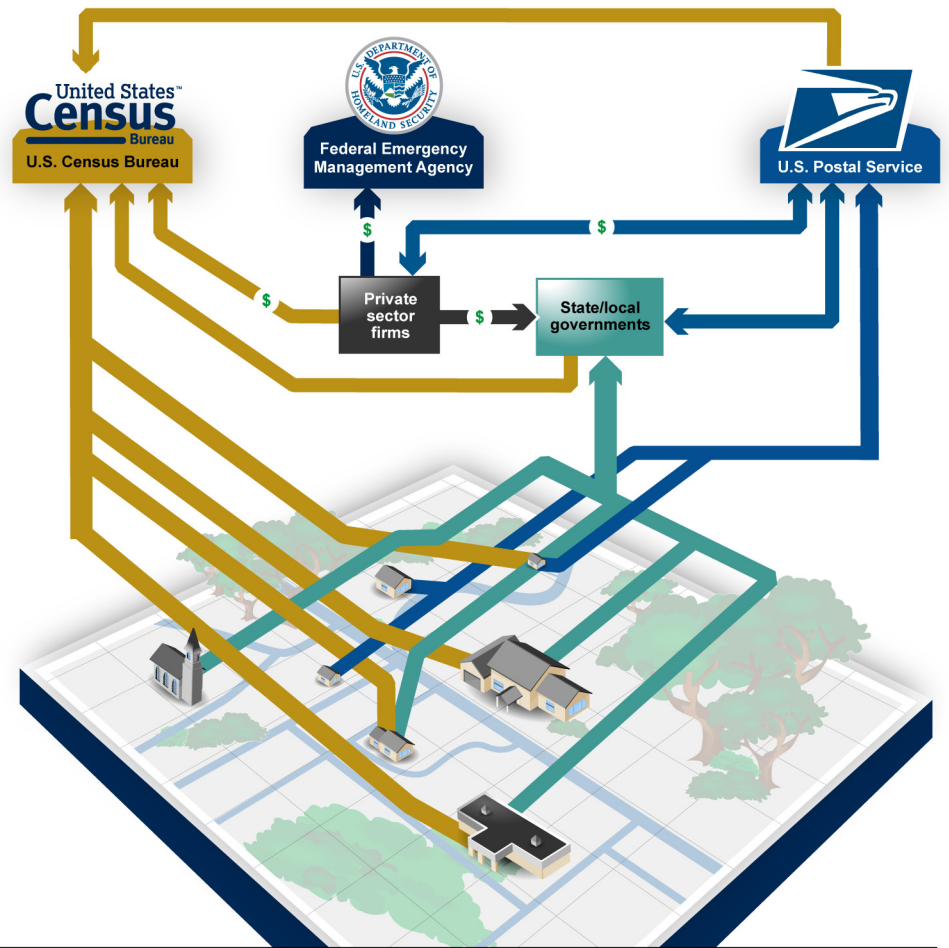 United States™
Census
Bureau
U.S. Census Bureau
U.S. DEPARTMENT OF
HOMELAND SECURITY
Federal Emergency
Management Agency
U.S. Postal Service
$
$
$
$
Private
sector
firms
State/local
governments